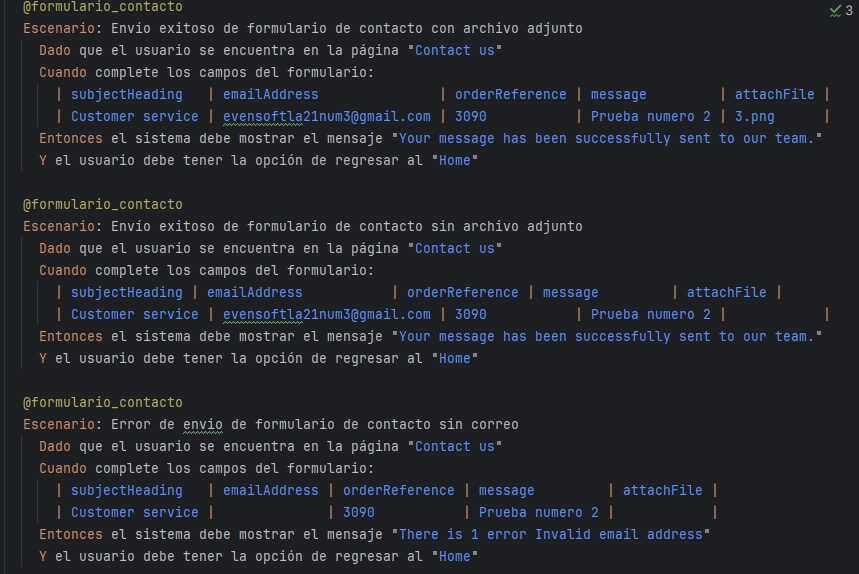 3
@formulario_contacto
Escenario: Envío exitoso de formulario de contacto con archivo adjunto
Dado que el usuario se encuentra en la página "Contact us"
Cuando complete los campos del formulario:
| subjectHeading | emailAddress | orderReference | message | attachFile |
| Customer service | evensoftla21num3@gmail.com | 3090 | Prueba numero 2 | 3.png |
Entonces el sistema debe mostrar el mensaje "Your message has been successfully sent to our team."
Y el usuario debe tener la opción de regresar al "Home"
@formulario_contacto
Escenario: Envío exitoso de formulario de contacto sin archivo adjunto
Dado que el usuario se encuentra en la página "Contact us"
Cuando complete los campos del formulario:
| subjectHeading | emailAddress | orderReference | message | attachFile |
| Customer service | evensoftla21num3@gmail.com | 3090 | Prueba numero 2 | |
Entonces el sistema debe mostrar el mensaje "Your message has been successfully sent to our team."
Y el usuario debe tener la opción de regresar al "Home"
@formulario_contacto
Escenario: Error de envio de formulario de contacto sin correo
Dado que el usuario se encuentra en la página "Contact us"
Cuando complete los campos del formulario:
| subjectHeading | emailAddress | orderReference | message | attachFile |
| Customer service | | 3090 | Prueba numero 2 | |
Entonces el sistema debe mostrar el mensaje "There is 1 error Invalid email address"
Y el usuario debe tener la opción de regresar al "Home"